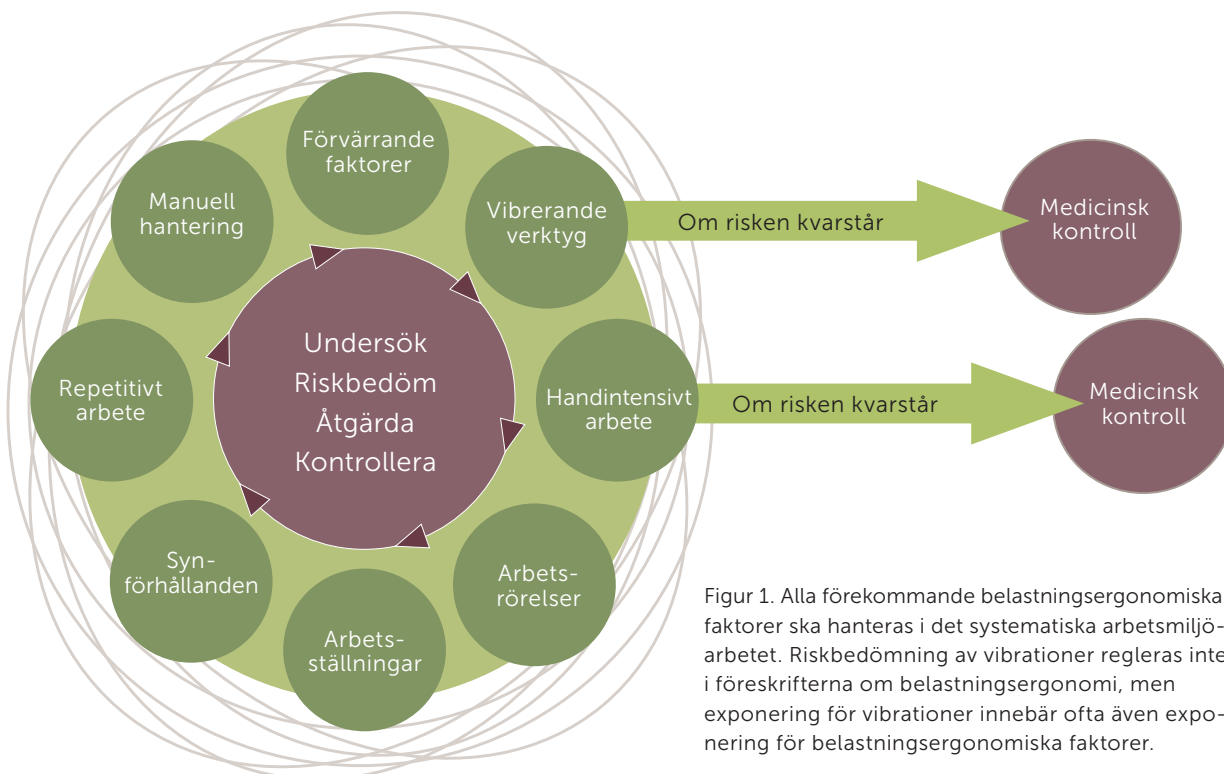 Förvärrande
faktorer
Vibrerande
verktyg
Om risken kvarstår
Medicinsk
kontroll
Handintensivt
arbete
Om risken kvarstår
Medicinsk
kontroll
Arbets-
rörelser
Arbets-
ställningar
Syn-
förhållanden
Repetitivt
arbete
Manuell
hantering
Undersök
Riskbedöm
Åtgärda
Kontrollera
Figur 1. Alla förekommande belastningsergonomiska
faktorer ska hanteras i det systematiska arbetsmiljö-
arbetet. Riskbedömning av vibrationer regleras inte
i föreskrifterna om belastningsergonomi, men
exponering för vibrationer innebär ofta även expo-
nering för belastningsergonomiska faktorer.